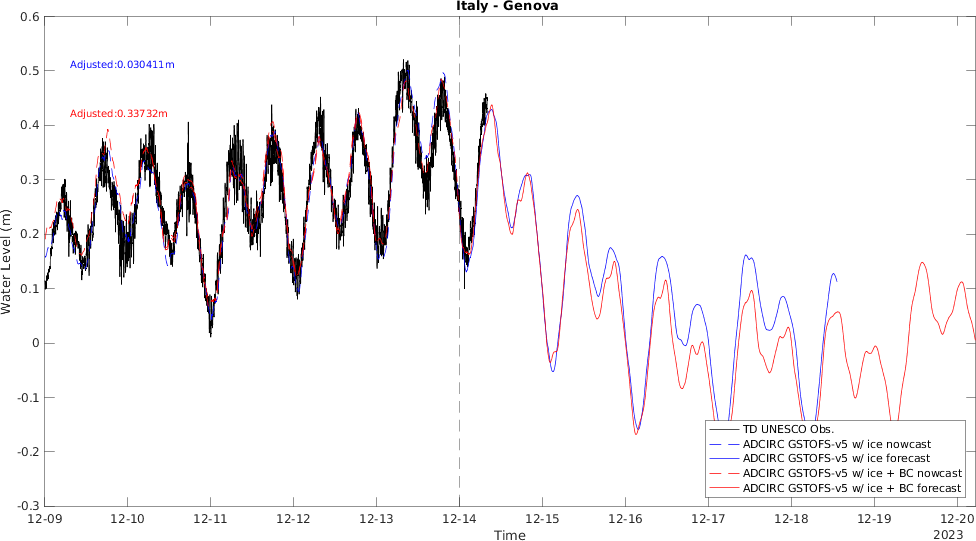 Italy - Genova
0.6
0.5
0.4
0.3
0.2
0.1
0
-0.1
-0.2
-0.3
Water Level (m)
Adjusted:0.030411m
Adjusted:0.33732m
TD UNESCO Obs.
ADCIRC GSTOFS-v5 w/ ice nowcast
ADCIRC GSTOFS-v5 w/ ice forecast
ADCIRC GSTOFS-v5 w/ ice + BC nowcast
ADCIRC GSTOFS-v5 w/ ice + BC forecast
12-09 12-10 12-11 12-12 12-13 12-14 12-15 12-16 12-17 12-18 12-19 12-20
Time
2023